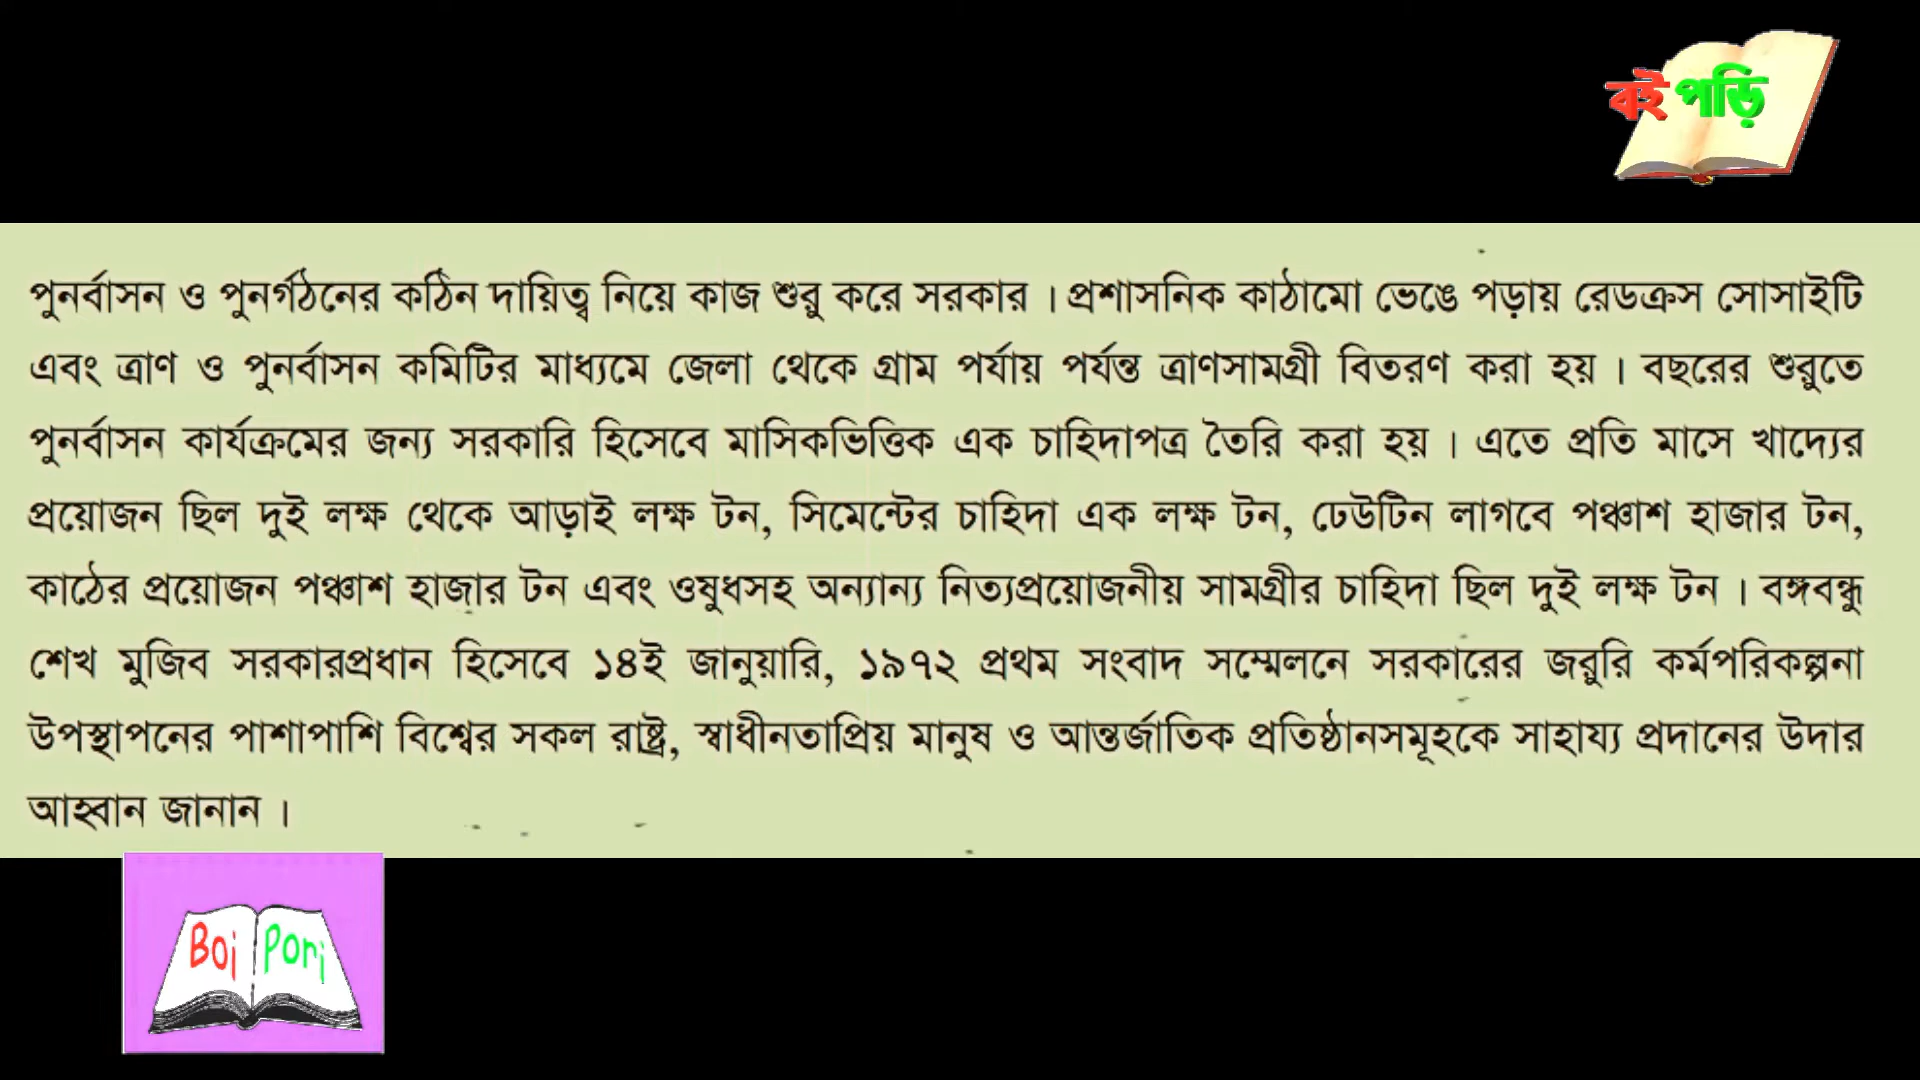 বই পড়ি
পুনর্বাসন ও পুনর্গঠনের কঠিন দায়িত্ব নিয়ে কাজ শুরু করে সরকার । প্রশাসনিক কাঠামো ভেঙে পড়ায় রেডক্রস সোসাইটি
এবং ত্রাণ ও পুনর্বাসন কমিটির মাধ্যমে জেলা থেকে গ্রাম পর্যায় পর্যন্ত ত্রাণসামগ্রী বিতরণ করা হয় । বছরের শুরুতে
পুনর্বাসন কার্যক্রমের জন্য সরকারি হিসেবে মাসিকভিত্তিক এক চাহিদাপত্র তৈরি করা হয় । এতে প্রতি মাসে খাদ্যের
প্রয়োজন ছিল দুই লক্ষ থেকে আড়াই লক্ষ টন, সিমেন্টের চাহিদা এক লক্ষ টন, ঢেউটিন লাগবে পঞ্চাশ হাজার টন,
কাঠের প্রয়োজন পঞ্চাশ হাজার টন এবং ওষুধসহ অন্যান্য নিত্যপ্রয়োজনীয় সামগ্রীর চাহিদা ছিল দুই লক্ষ টন । বঙ্গবন্ধু
শেখ মুজিব সরকারপ্রধান হিসেবে ১৪ই জানুয়ারি, ১৯৭২ প্রথম সংবাদ সম্মেলনে সরকারের জরুরি কর্মপরিকল্পনা
উপস্থাপনের পাশাপাশি বিশ্বের সকল রাষ্ট্র, স্বাধীনতাপ্রিয় মানুষ ও আন্তর্জাতিক প্রতিষ্ঠানসমূহকে সাহায্য প্রদানের উদার
আহ্বান জানান ।
Boi Pori